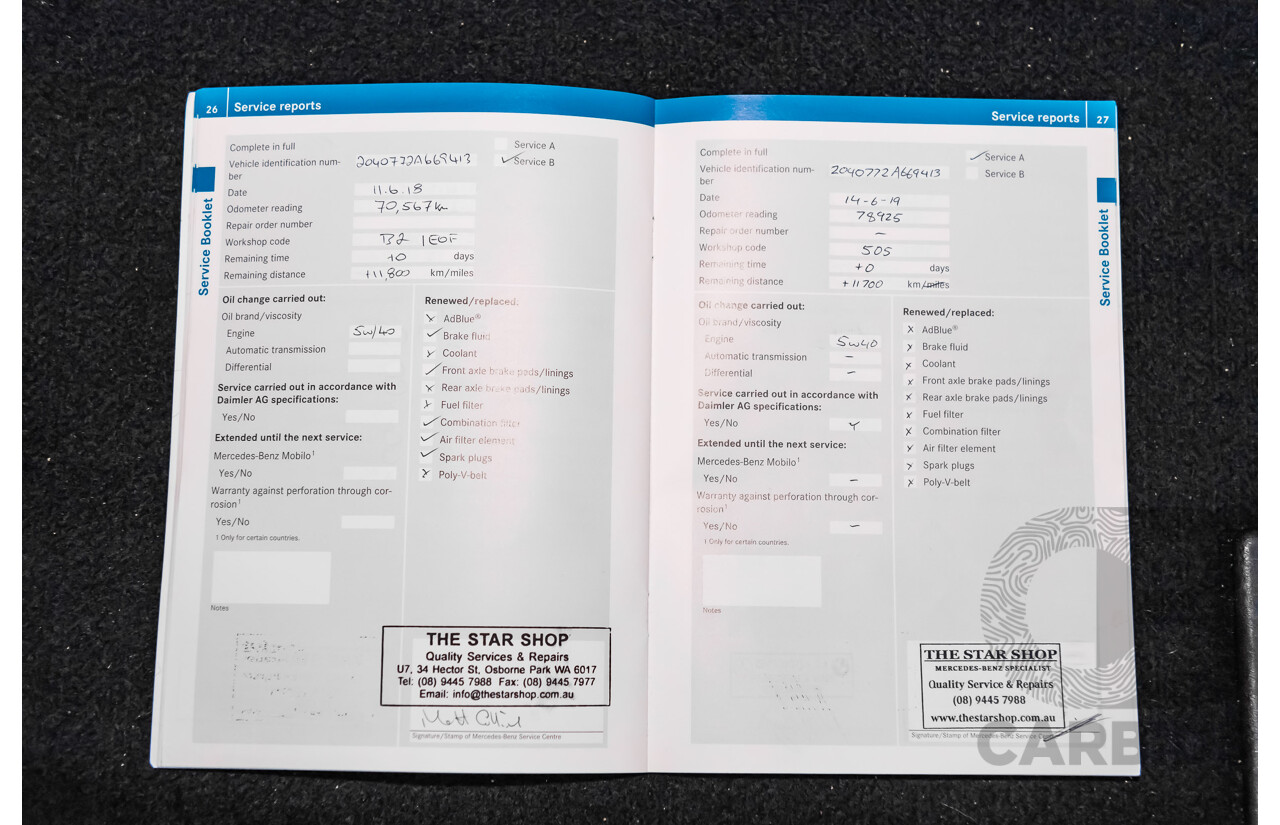 26 Service reports
Complete in full
Service A
Vehicle identification num-
ber
2040772A669413
✓ Service B
Date 11.6.18
Odometer reading 70,567km
Repair order number
Workshop code B2 1EOF
Remaining time +0 days
Remaining distance +11,800 km/miles
Oil change carried out:
Oil brand/viscosity
Engine 5w/40
Automatic transmission
Differential
Service carried out in accordance with
Daimler AG specifications:
Yes/No
Extended until the next service:
Mercedes-Benz Mobilo¹
Yes/No
Warranty against perforation through cor-
rosion¹
Yes/No
1 Only for certain countries.
Notes
Renewed/replaced:
x AdBlue®
✓ Brake fluid
x Coolant
✓ Front axle brake pads/linings
x Rear axle brake pads/linings
x Fuel filter
✓ Combination filter
✓ Air filter element
✓ Spark plugs
x Poly-V-belt
THE STAR SHOP
Quality Services & Repairs
U7, 34 Hector St, Osborne Park WA 6017
Tel: (08) 9445 7988 Fax: (08) 9445 7977
Email: info@thestarshop.com.au
Signature/Stamp of Mercedes-Benz Service Centre
Service Booklet
Service reports 27
Complete in full
✓ Service A
Vehicle identification num-
ber
2040772A669413
Service B
Date 14-6-19
Odometer reading 78925
Repair order number –
Workshop code 505
Remaining time +0 days
Remaining distance +11700 km/miles
Oil change carried out:
Oil brand/viscosity
Engine 5w40
Automatic transmission –
Differential –
Service carried out in accordance with
Daimler AG specifications:
Yes/No Y
Extended until the next service:
Mercedes-Benz Mobilo¹
Yes/No –
Warranty against perforation through cor-
rosion¹
Yes/No –
1 Only for certain countries.
Notes
Renewed/replaced:
x AdBlue®
x Brake fluid
x Coolant
x Front axle brake pads/linings
x Rear axle brake pads/linings
x Fuel filter
x Combination filter
x Air filter element
x Spark plugs
x Poly-V-belt
THE STAR SHOP
MERCEDES-BENZ SPECIALIST
Quality Service & Repairs
(08) 9445 7988
www.thestarshop.com.au
Signature/Stamp of Mercedes-Benz Service
Service Booklet
CARB